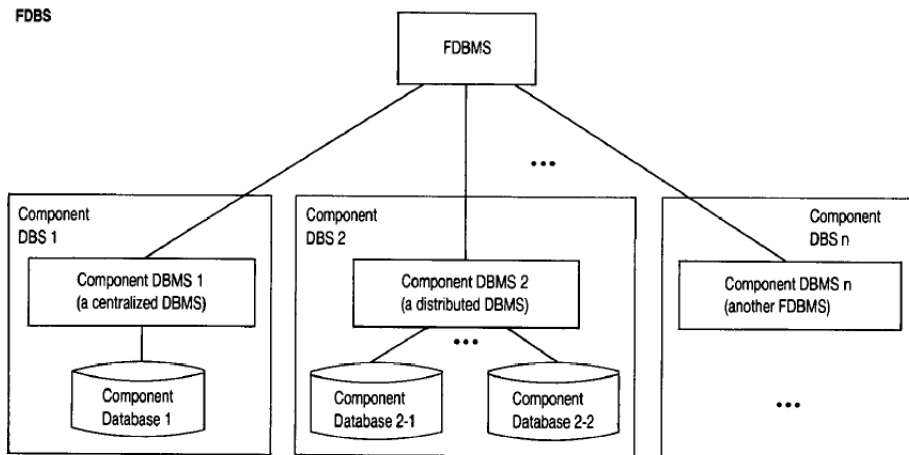 FDBS
FDBMS
•••
Component
DBS 1
Component DBMS 1
(a centralized DBMS)
Component
Database 1
Component
DBS 2
Component DBMS 2
(a distributed DBMS)
•••
Component
Database 2-1
Component
Database 2-2
Component
DBS n
Component DBMS n
(another FDBMS)
•••